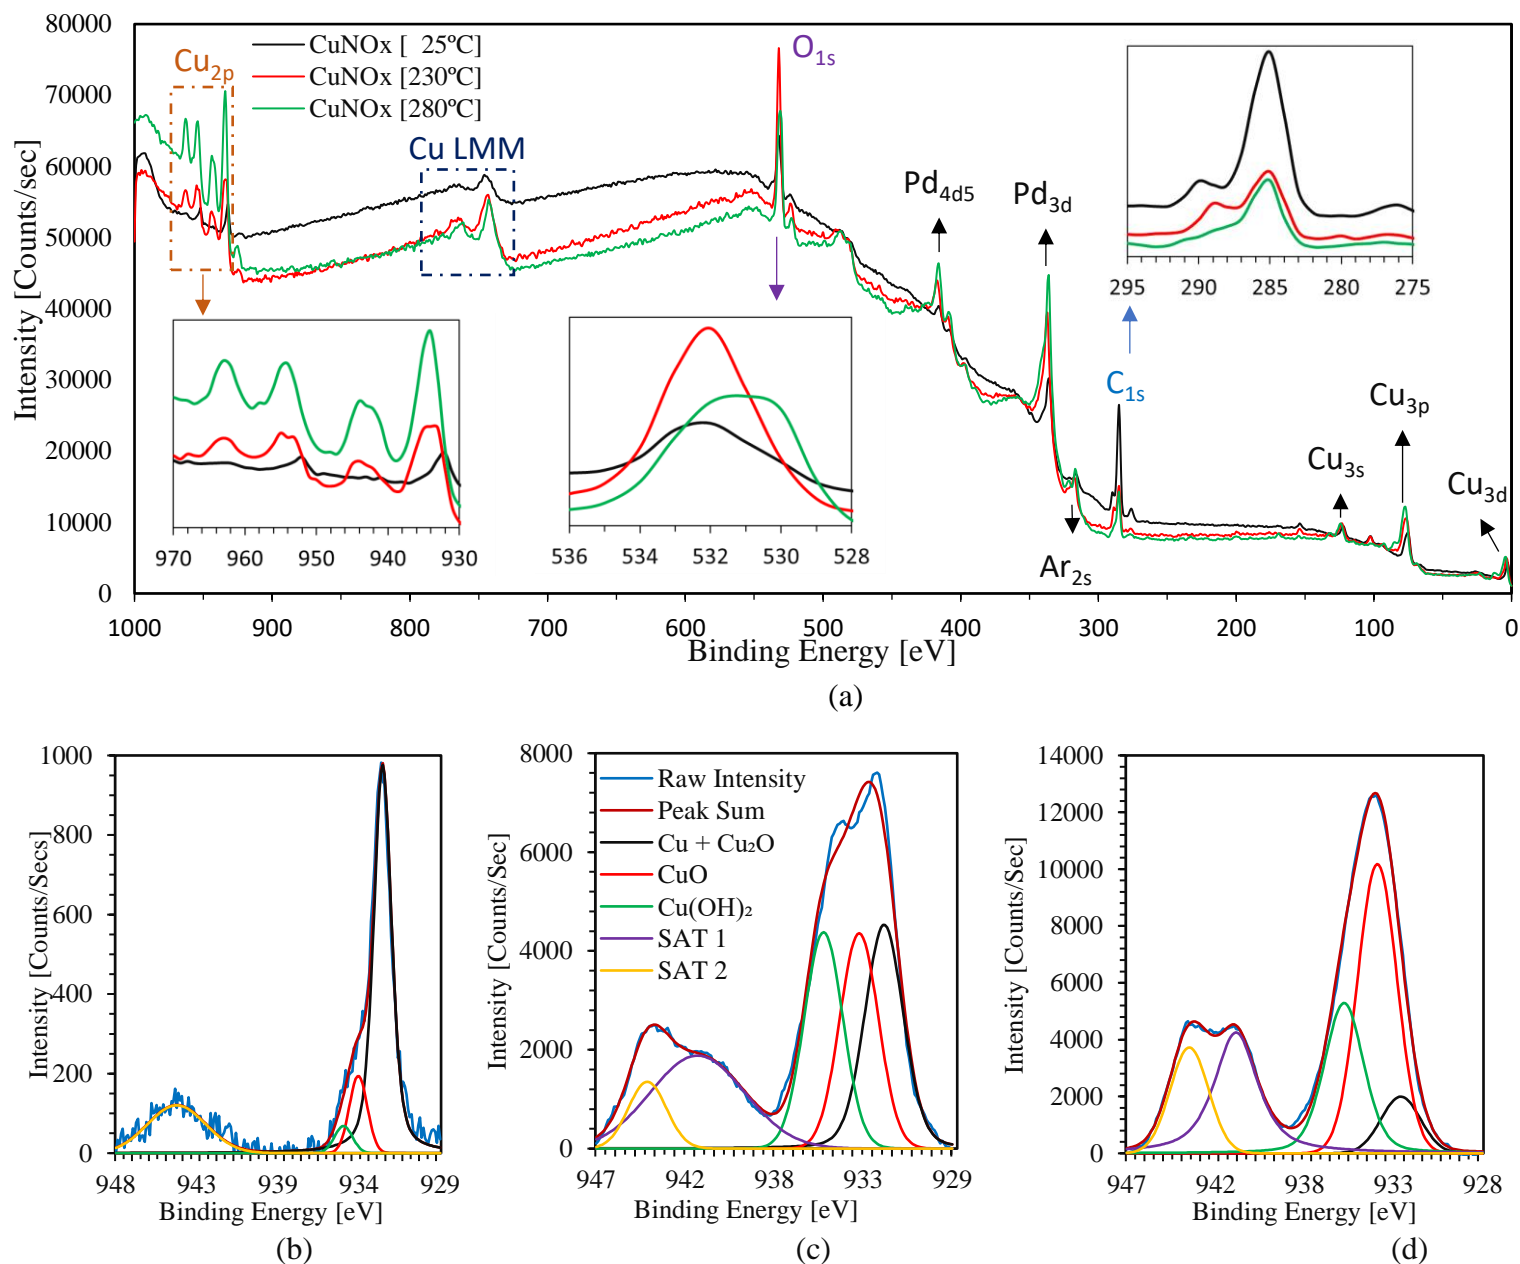 80000
70000
60000
50000
40000
30000
20000
10000
0
Intensity [Counts/sec]
CuNOx [ 25ºC]
CuNOx [230ºC]
CuNOx [280ºC]
Cu2p
Cu LMM
O1s
Pd4d5
Pd3d
Ar2s
C1s
Cu3s
Cu3p
Cu3d
295 290 285 280 275
970 960 950 940 930
536 534 532 530 528
1000 900 800 700 600 500 400 300 200 100 0
Binding Energy [eV]
(a)
1000
800
600
400
200
0
Intensity [Counts/Secs]
948 943 939 934 929
Binding Energy [eV]
(b)
8000
6000
4000
2000
0
Intensity [Counts/Sec]
Raw Intensity
Peak Sum
Cu + Cu₂O
CuO
Cu(OH)₂
SAT 1
SAT 2
947 942 938 933 929
Binding Energy [eV]
(c)
14000
12000
10000
8000
6000
4000
2000
0
Intensity [Counts/Sec]
947 942 938 933 928
Binding Energy [eV]
(d)